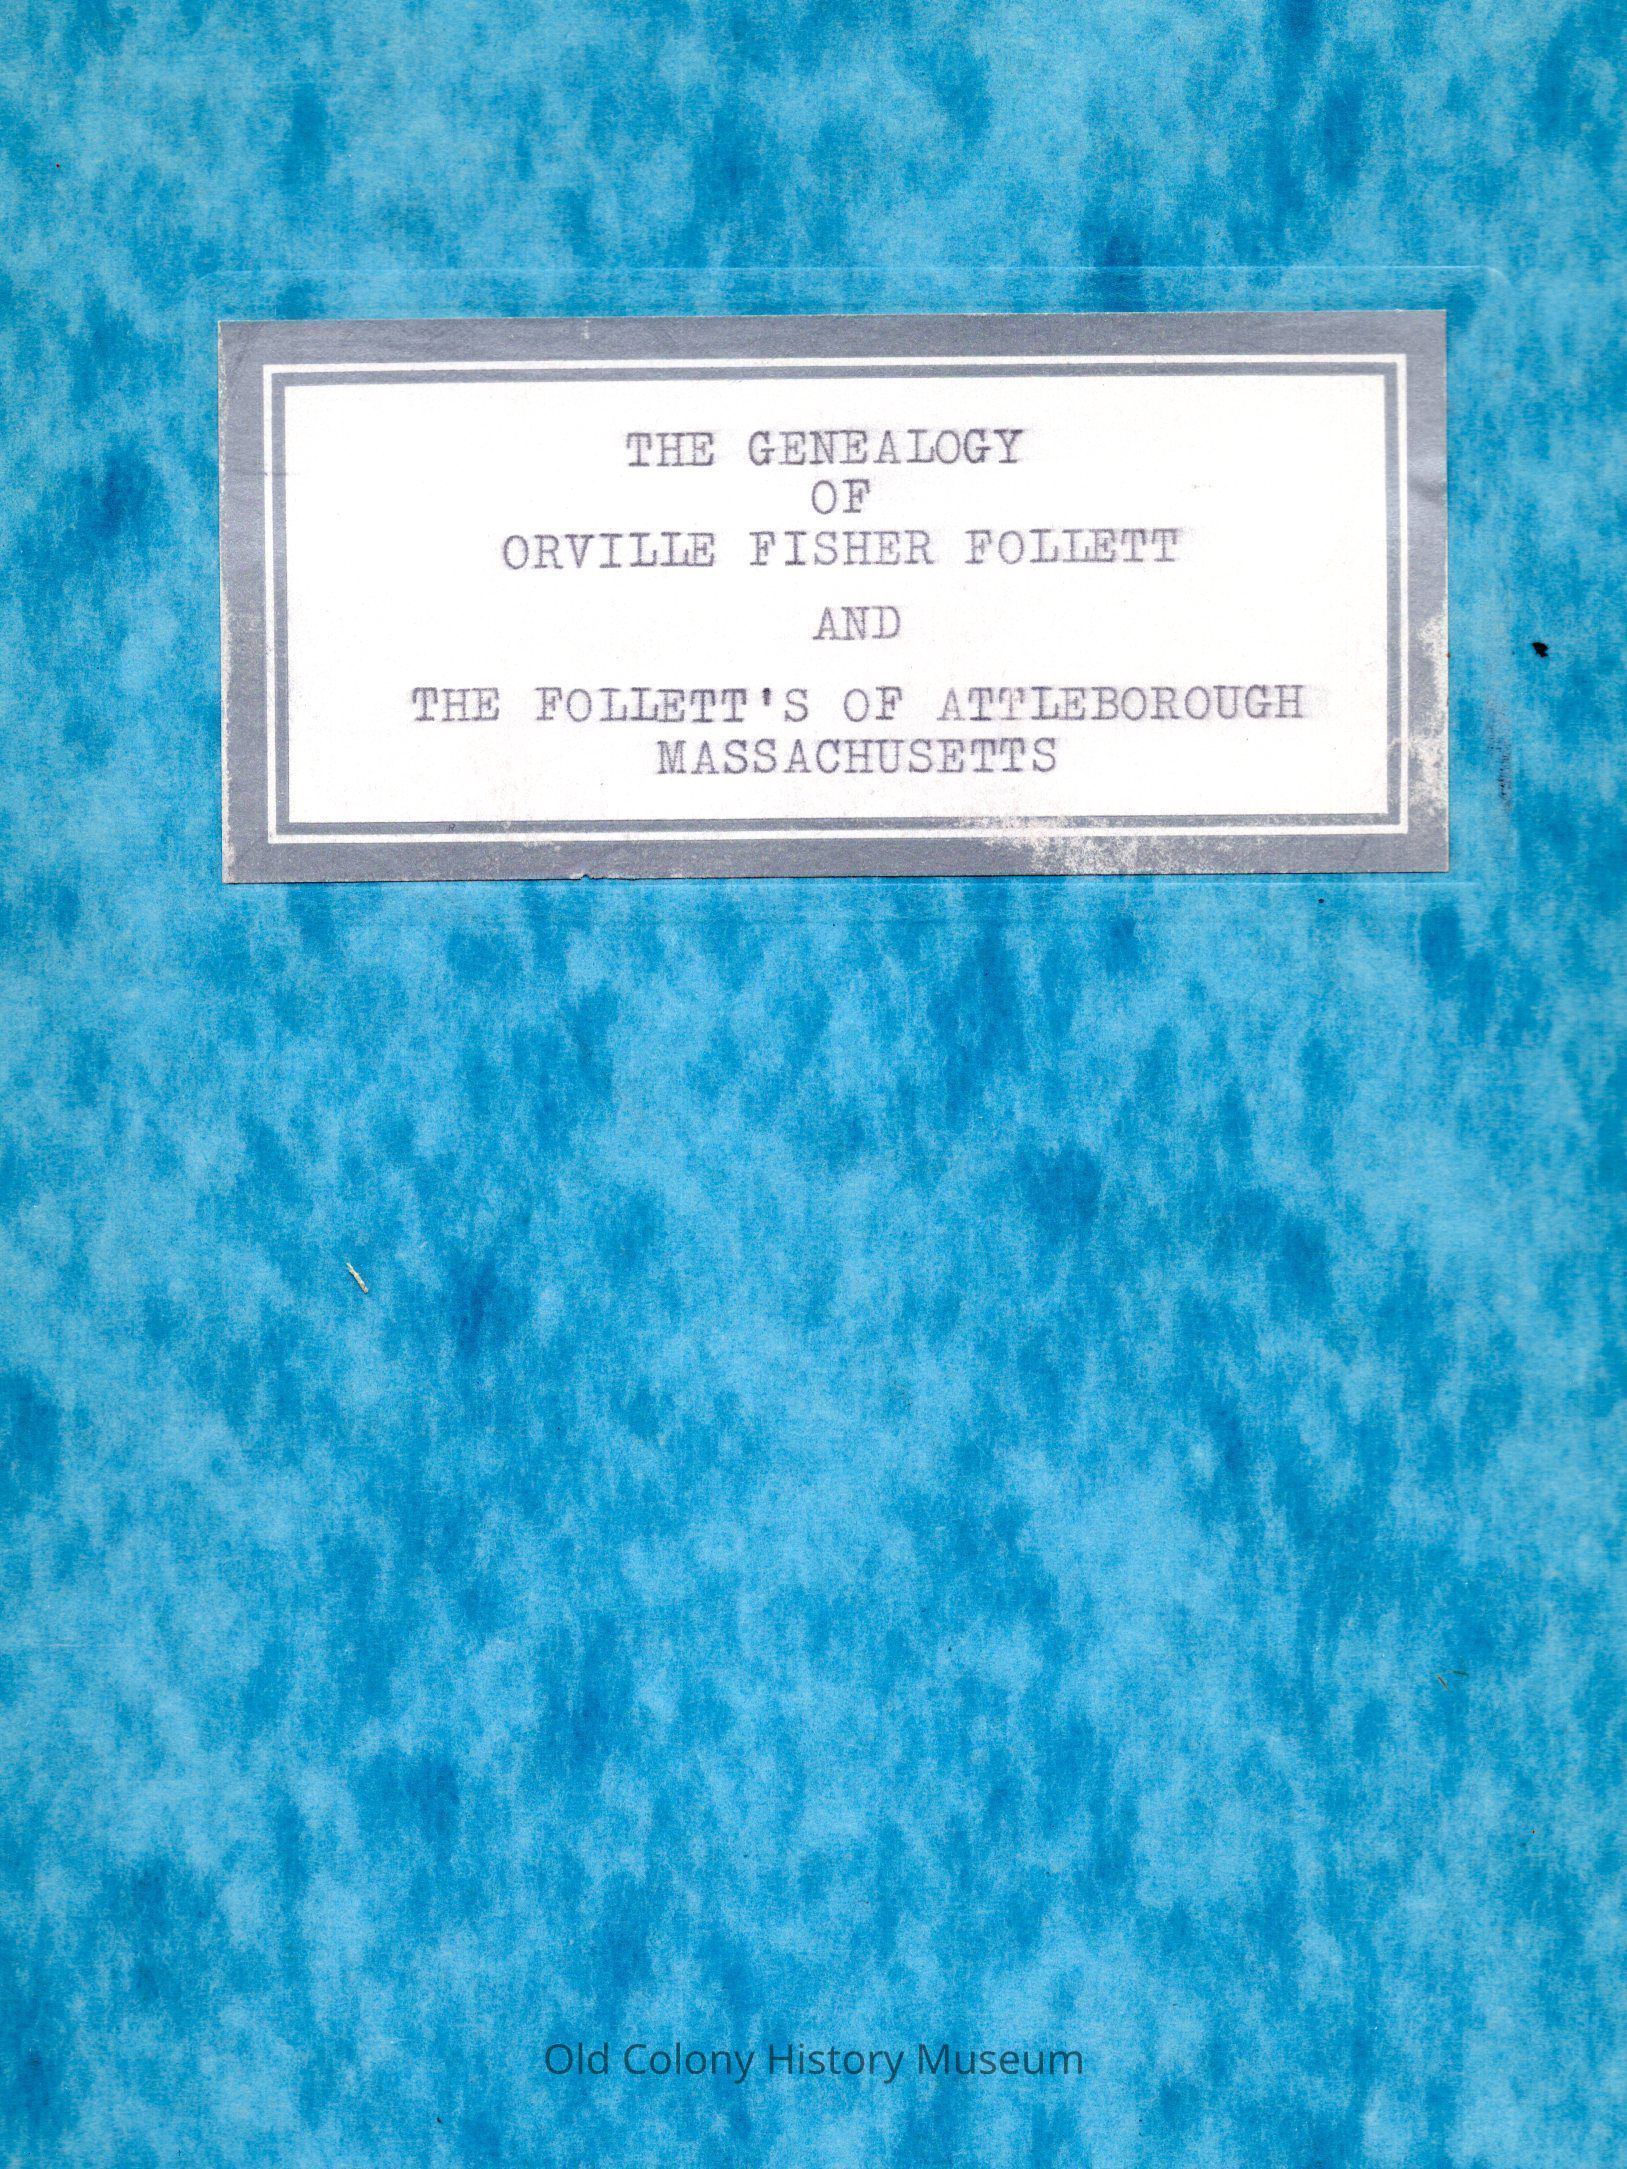 THE GENEALOGY
OF
ORVILLE FISHER FOLLETT
AND
THE FOLLETT'S OF ATTLEBOROUGH
MASSACHUSETTS
Old Colony History Museum